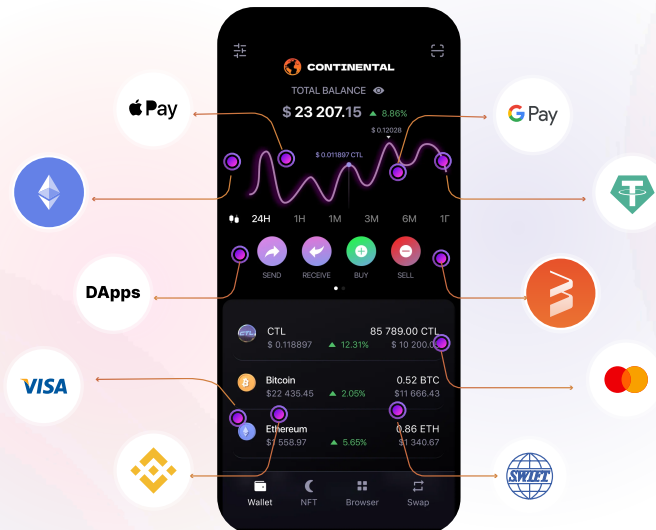 CONTINENTAL
TOTAL BALANCE
$ 23 207.15 ▲ 8.86%
$ 0.12028
$ 0.011897 CTL
Pay
G Pay
DApps
VISA
SWIFT
24H 1H 1M 3M 6M 1Г
SEND RECEIVE BUY SELL
CTL 85 789.00 CTL
$ 0.118897 ▲ 12.31% $ 10 200.0
Bitcoin 0.52 BTC
$22 435.45 ▲ 2.05% $11 666.43
Ethereum 0.86 ETH
558.97 ▲ 5.65% $1 340.67
Wallet NFT Browser Swap